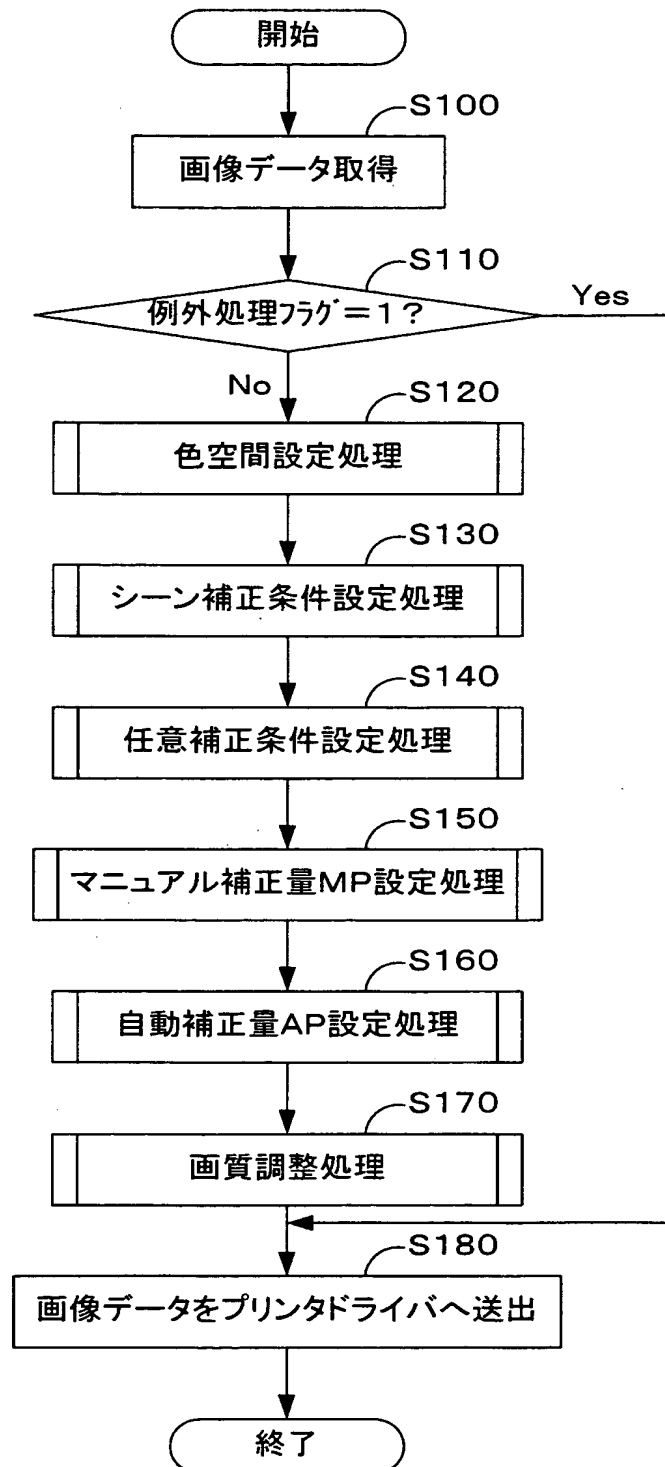 開始
S100
画像データ取得
S110
例外処理フラグ=1?
Yes
No
S120
色空間設定処理
S130
シーン補正条件設定処理
S140
任意補正条件設定処理
S150
マニュアル補正量MP設定処理
S160
自動補正量AP設定処理
S170
画質調整処理
S180
画像データをプリンタドライバへ送出
終了